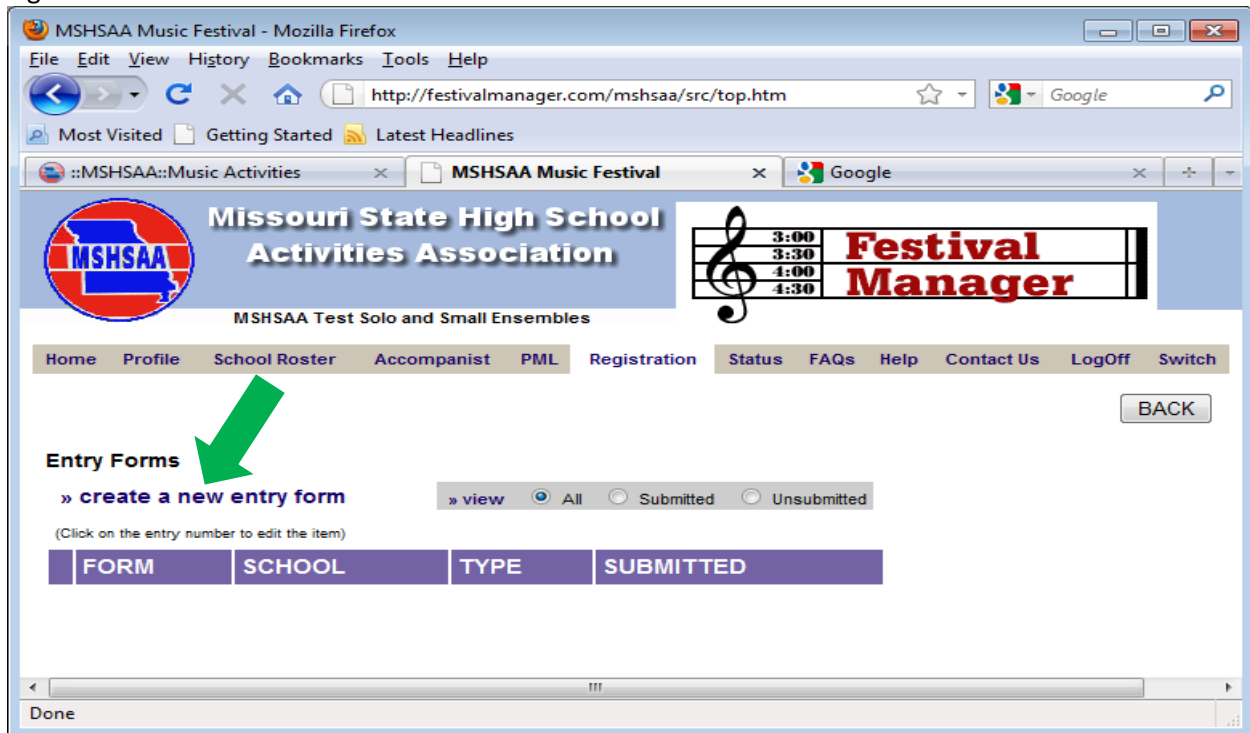 MSHSAA Music Festival - Mozilla Firefox
File Edit View History Bookmarks Tools Help
http://festivalmanager.com/mshsaa/src/top.htm
Google
Most Visited Getting Started Latest Headlines
::MSHSAA::Music Activities
MSHSAA Music Festival
Google
MSHSAA
Missouri State High School
Activities Association
MSHSAA Test Solo and Small Ensembles
3:00
3:30
4:00
4:30
Festival
Manager
Home Profile School Roster Accompanist PML Registration Status FAQs Help Contact Us LogOff Switch
BACK
Entry Forms
» create a new entry form
» view All Submitted Unsubmitted
(Click on the entry number to edit the item)
FORM SCHOOL TYPE SUBMITTED
Done